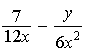 7/(12x) − y/(6x²)